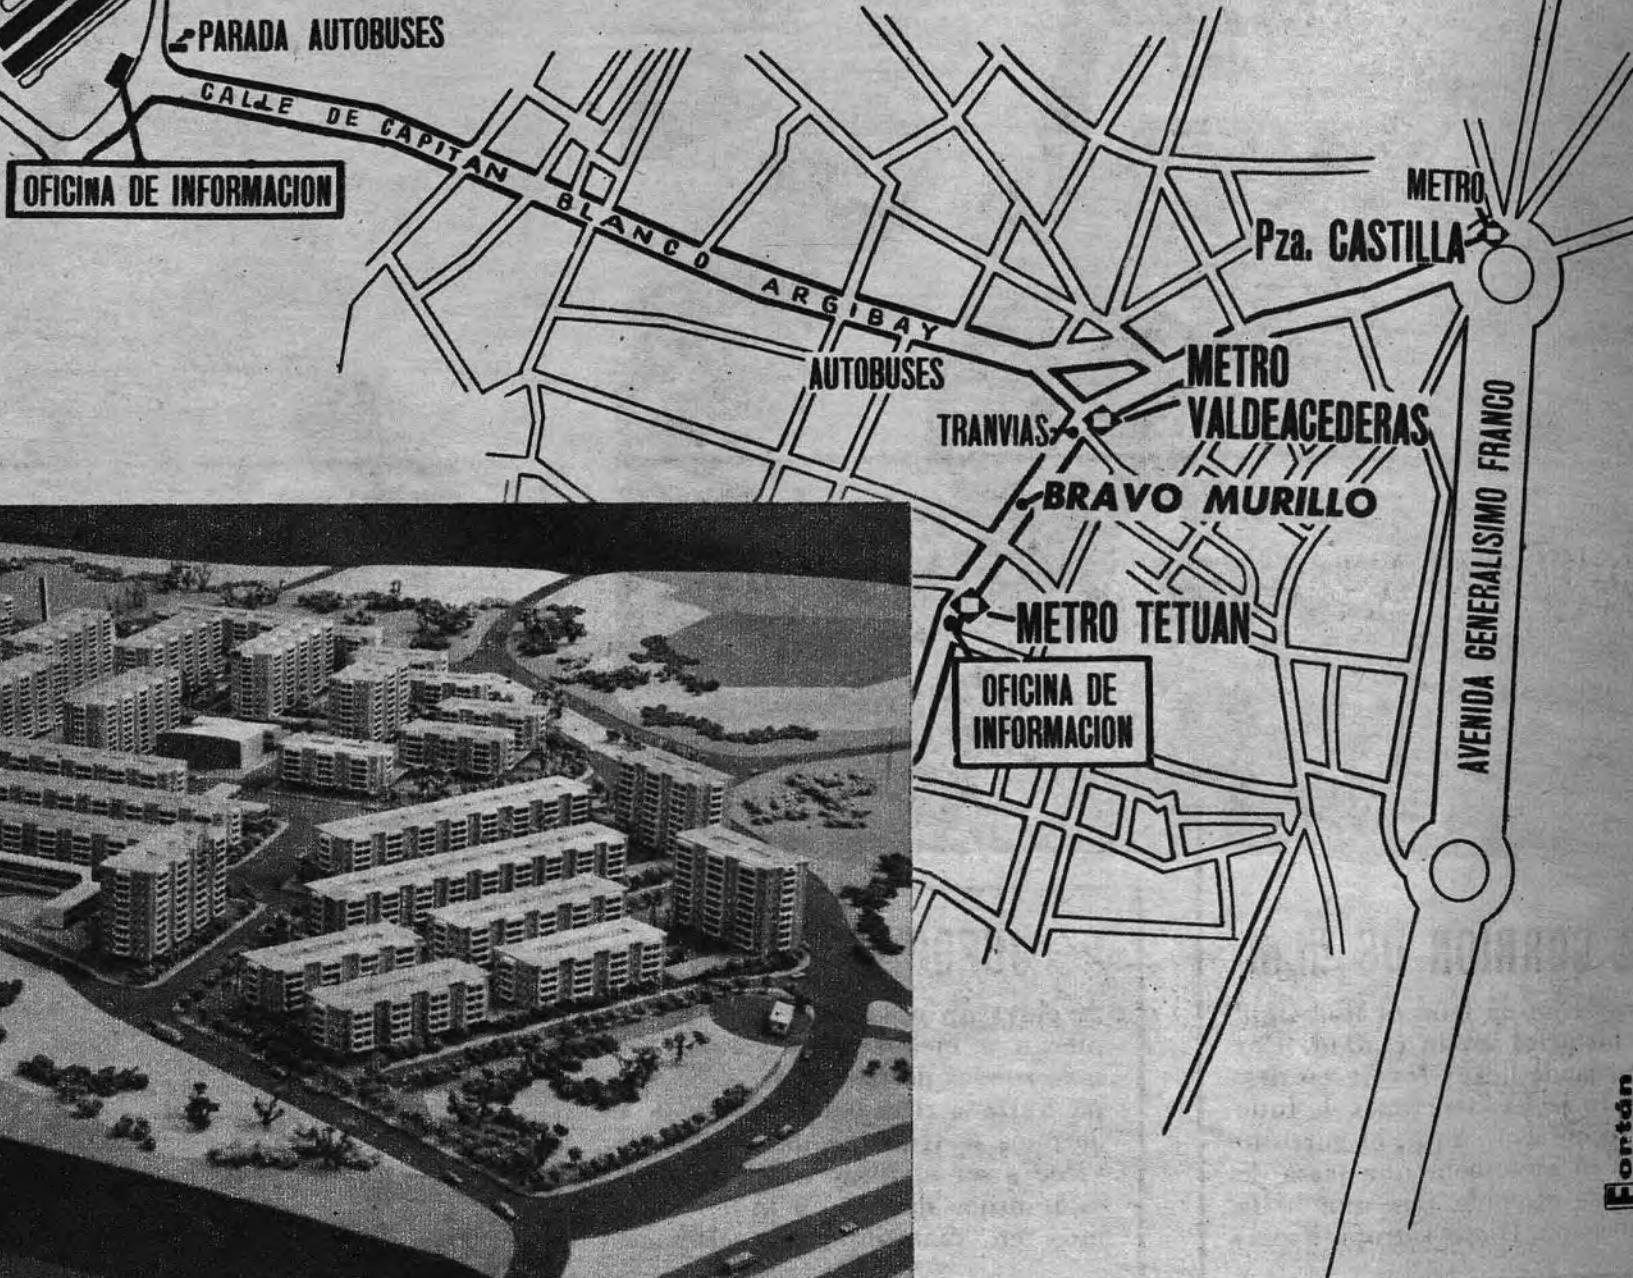 PARADA AUTOBUSES
CALLE DE CAPITAN BLANCO ARGIBAY
OFICINA DE INFORMACION
METRO
Pza. CASTILLA
AUTOBUSES
METRO
VALDEACEDERAS
TRANVIAS
BRAVO MURILLO
AVENIDA GENERALISIMO FRANCO
METRO TETUAN
OFICINA DE
INFORMACION
Fontán